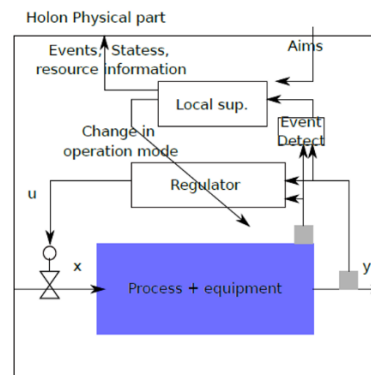 Holon Physical part
Events, Statess,
resource information
Aims
Local sup.
Change in
operation mode
Event
Detect
Regulator
u
x
y
Process + equipment